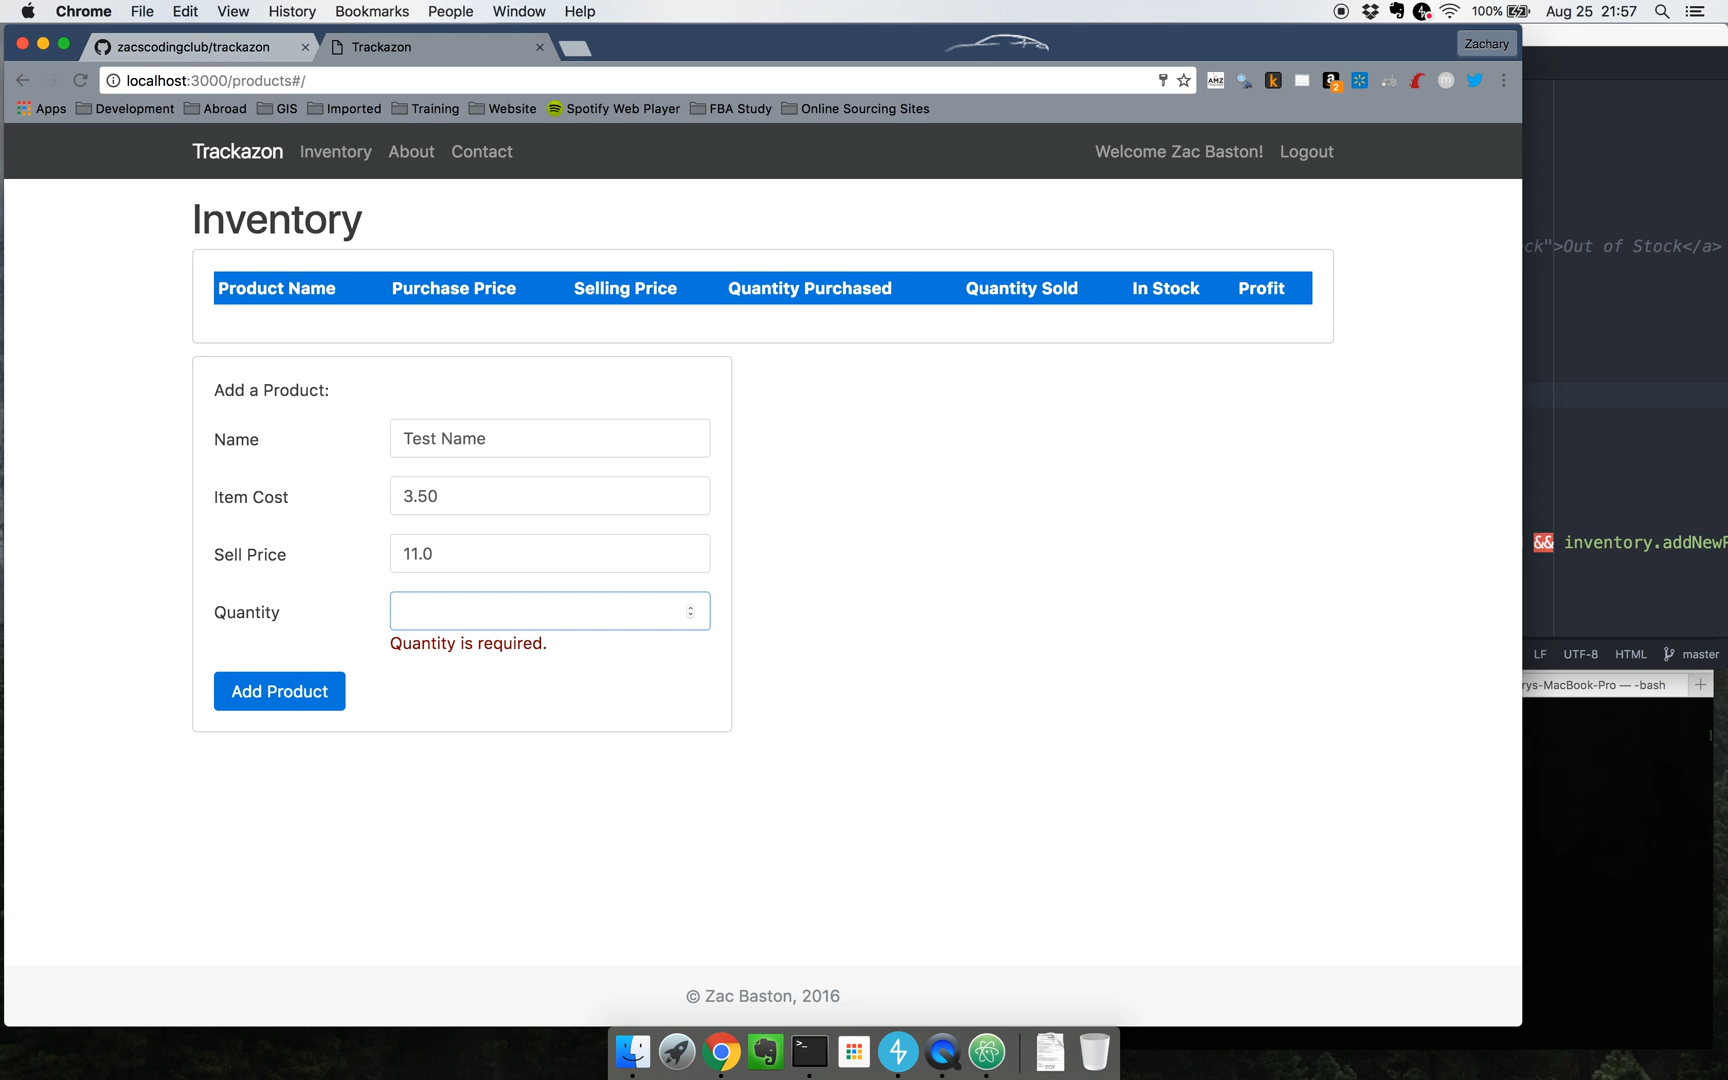 Chrome File Edit View History Bookmarks People Window Help 100% Aug 25 21:57
zacscodingclub/trackazon Trackazon Zachary
localhost:3000/products#/
AMZ k a 2 m
Apps Development Abroad GIS Imported Training Website Spotify Web Player FBA Study Online Sourcing Sites
Trackazon Inventory About Contact Welcome Zac Baston! Logout
Inventory
ck">Out of Stock</a>
Product Name Purchase Price Selling Price Quantity Purchased Quantity Sold In Stock Profit
Add a Product:
Name Test Name
Item Cost 3.50
Sell Price 11.0
&& inventory.addNewP
Quantity
Quantity is required.
LF UTF-8 HTML master
Add Product
rys-MacBook-Pro — -bash
]
© Zac Baston, 2016
>_
PDF